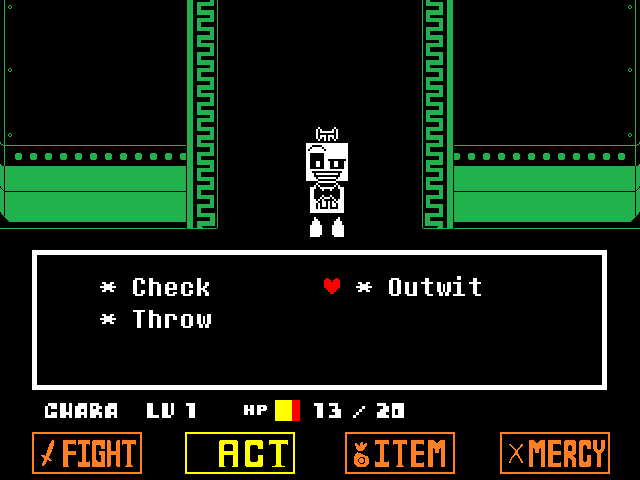 * Check * Outwit
* Throw
CHARA LV 1 HP 13 / 20
FIGHT ACT ITEM MERCY